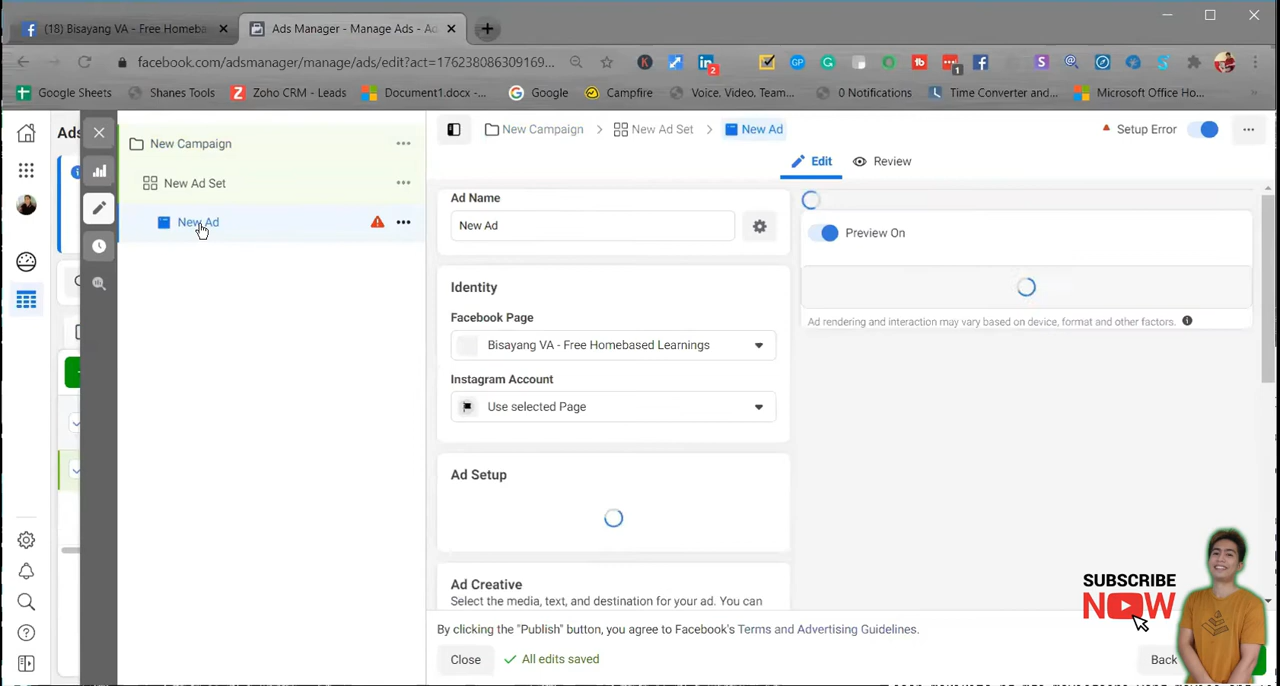 (18) Bisayang VA - Free Homeba
Ads Manager - Manage Ads - Ad
facebook.com/adsmanager/manage/ads/edit?act=176238086309169...
Google Sheets
Shanes Tools
Zoho CRM - Leads
Document1.docx -...
Google
Campfire
Voice, Video, Team...
0 Notifications
Time Converter and...
Microsoft Office Ho...
Ads
New Campaign
New Ad Set
New Ad
New Campaign > New Ad Set > New Ad
Setup Error
Edit
Review
Ad Name
New Ad
Preview On
Identity
Facebook Page
Bisayang VA - Free Homebased Learnings
Ad rendering and interaction may vary based on device, format and other factors.
Instagram Account
Use selected Page
Ad Setup
Ad Creative
Select the media, text, and destination for your ad. You can
SUBSCRIBE
NOW
By clicking the "Publish" button, you agree to Facebook's Terms and Advertising Guidelines.
Close
All edits saved
Back